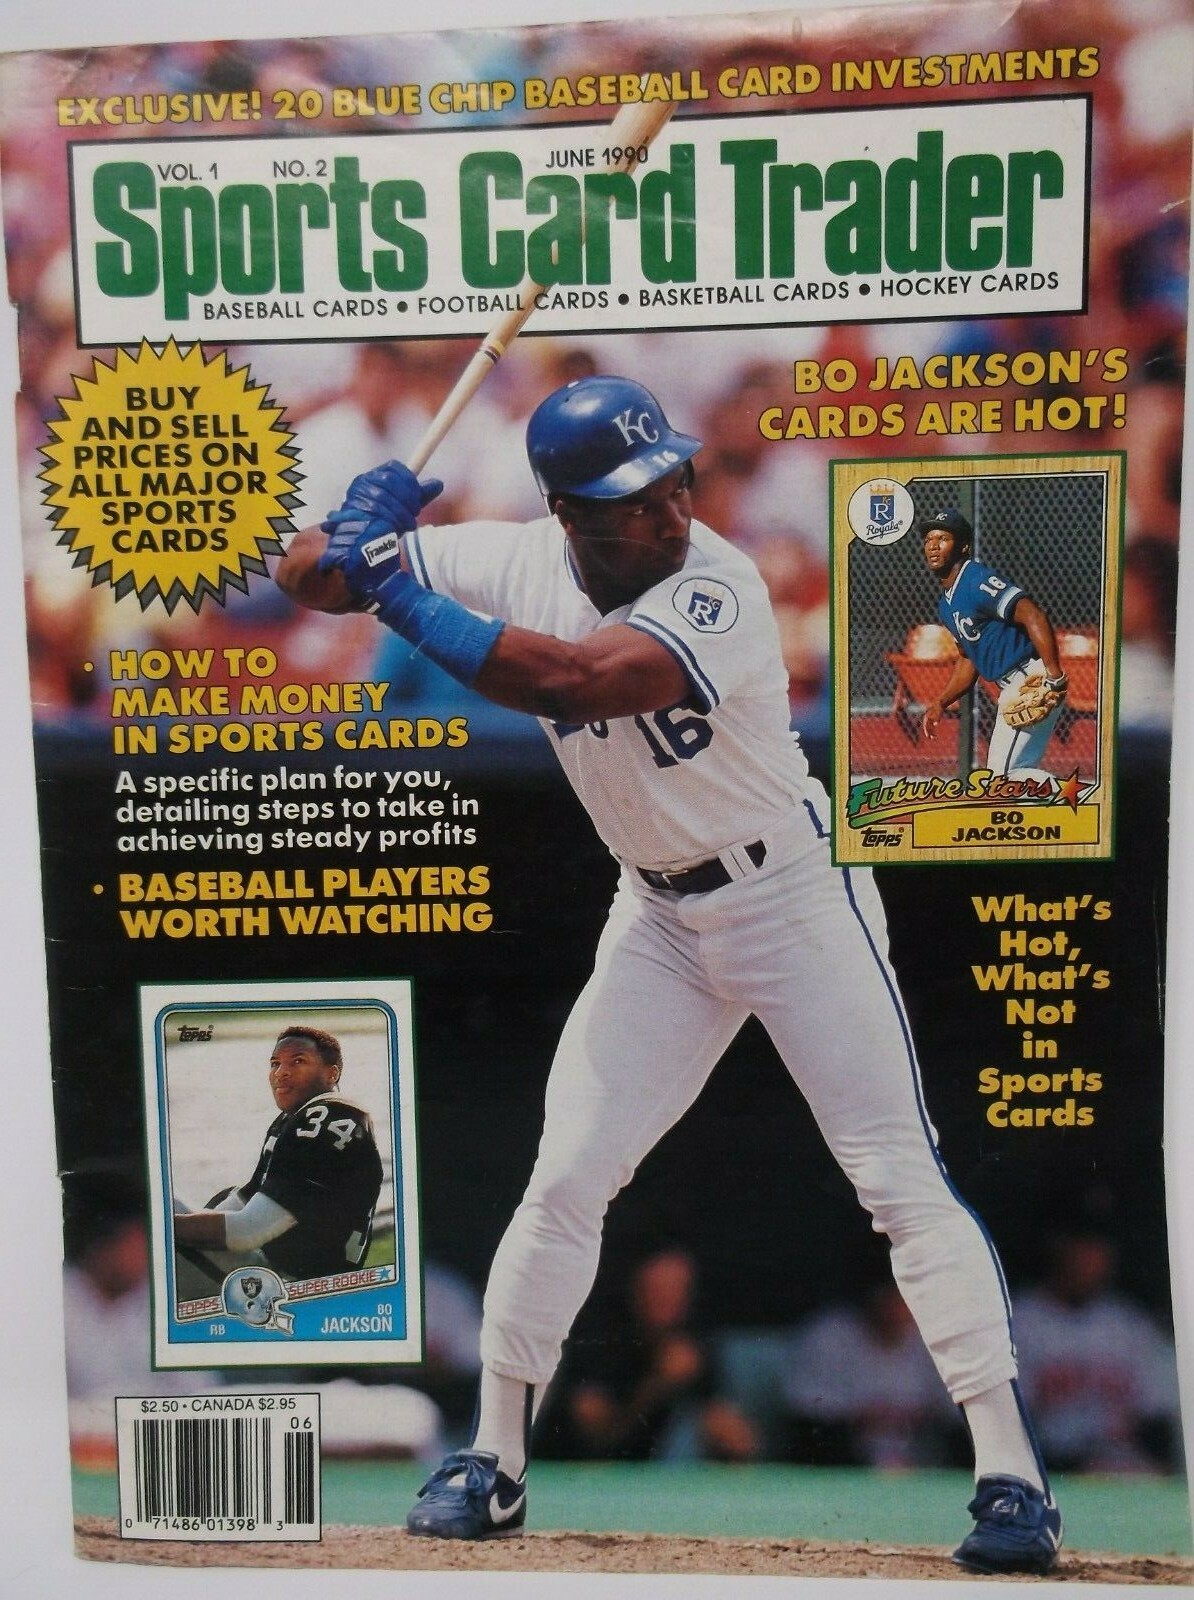 EXCLUSIVE! 20 BLUE CHIP BASEBALL CARD INVESTMENTS
VOL. 1 NO. 2 JUNE 1990
Sports Card Trader
BASEBALL CARDS • FOOTBALL CARDS • BASKETBALL CARDS • HOCKEY CARDS
BUY
AND SELL
PRICES ON
ALL MAJOR
SPORTS
CARDS
BO JACKSON'S
CARDS ARE HOT!
KC
16
Franklin
R KC
16
KC
R
Royals®
KC
16
KC
Future Stars
topps®
BO
JACKSON
• HOW TO
MAKE MONEY
IN SPORTS CARDS
A specific plan for you,
detailing steps to take in
achieving steady profits
• BASEBALL PLAYERS
WORTH WATCHING
What's
Hot,
What's
Not
in
Sports
Cards
topps®
34
TOPPS SUPER ROOKIE
RB
BO
JACKSON
$2.50 • CANADA $2.95
06
0 71486 01398 3